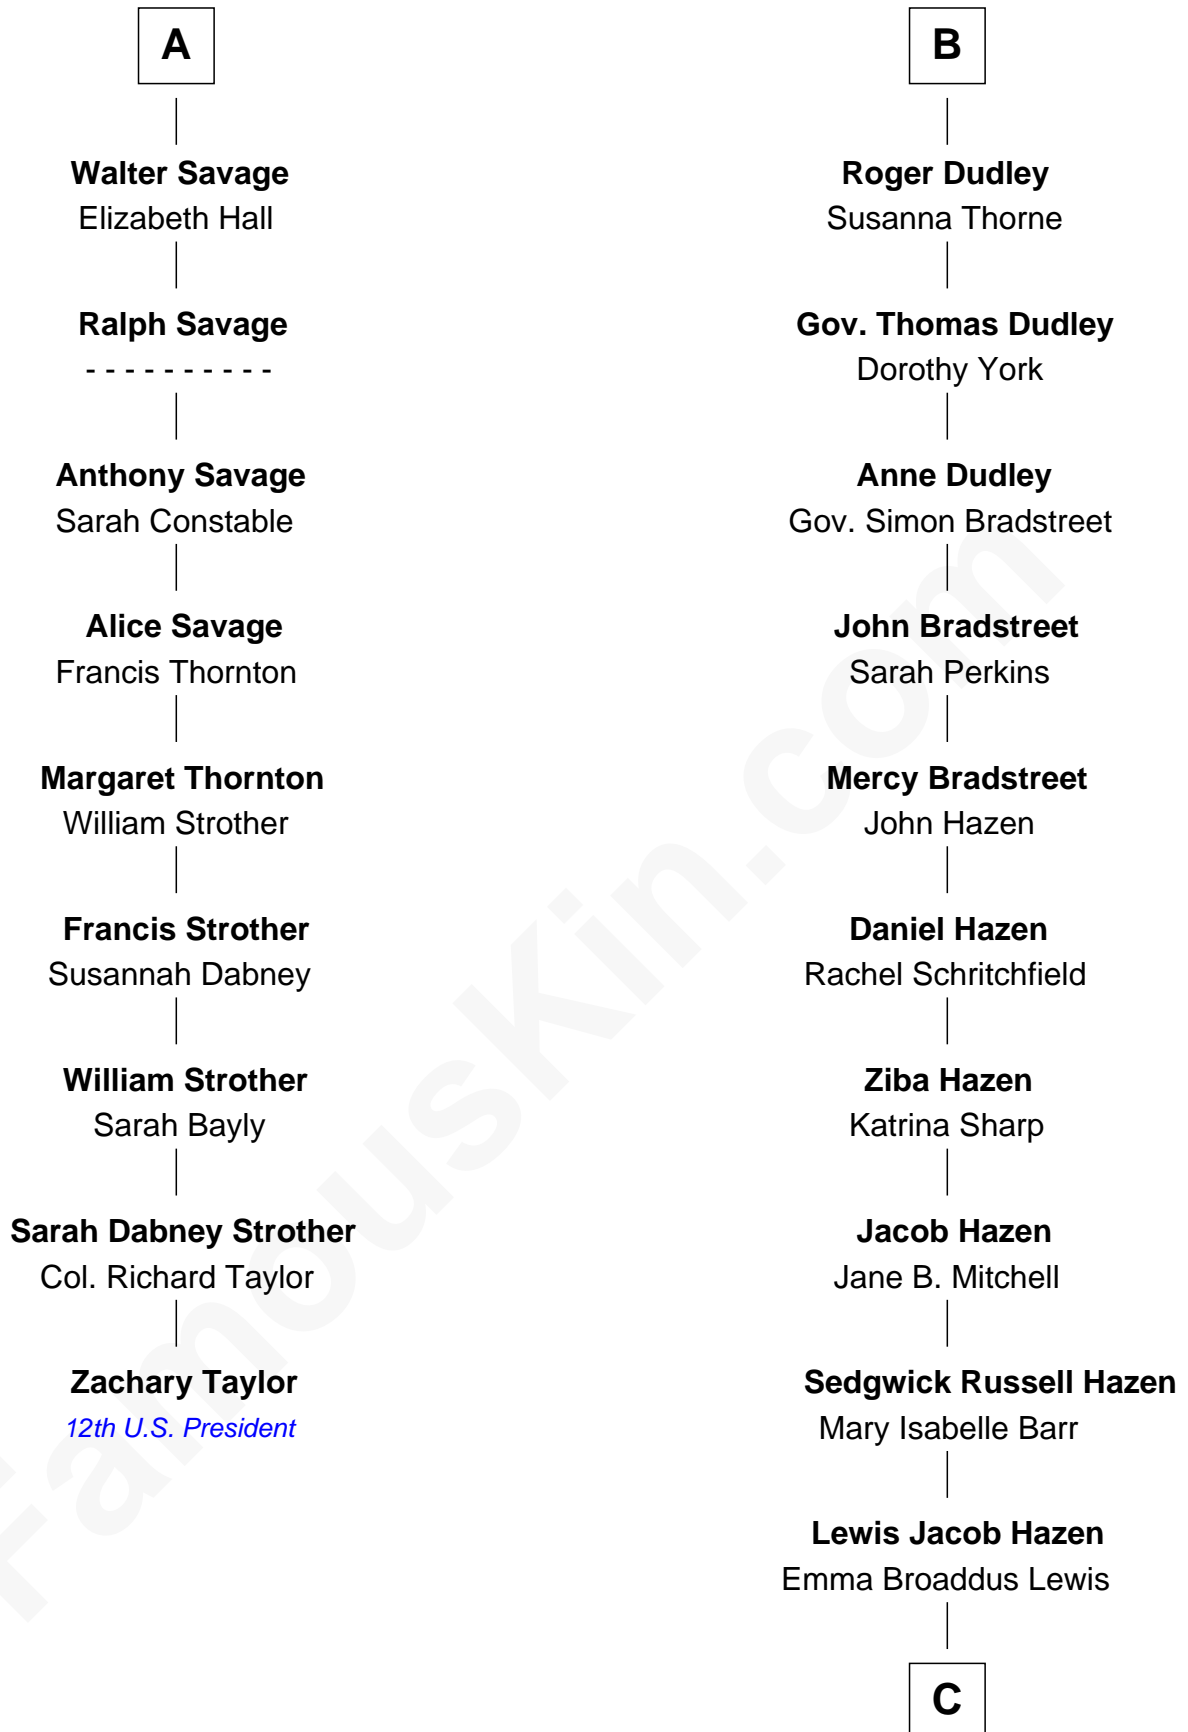 A
Walter Savage
Elizabeth Hall
Ralph Savage
- - - - - - - - - -
Anthony Savage
Sarah Constable
Alice Savage
Francis Thornton
Margaret Thornton
William Strother
Francis Strother
Susannah Dabney
William Strother
Sarah Bayly
Sarah Dabney Strother
Col. Richard Taylor
Zachary Taylor
12th U.S. President
B
Roger Dudley
Susanna Thorne
Gov. Thomas Dudley
Dorothy York
Anne Dudley
Gov. Simon Bradstreet
John Bradstreet
Sarah Perkins
Mercy Bradstreet
John Hazen
Daniel Hazen
Rachel Schritchfield
Ziba Hazen
Katrina Sharp
Jacob Hazen
Jane B. Mitchell
Sedgwick Russell Hazen
Mary Isabelle Barr
Lewis Jacob Hazen
Emma Broaddus Lewis
C
FamousKin.com